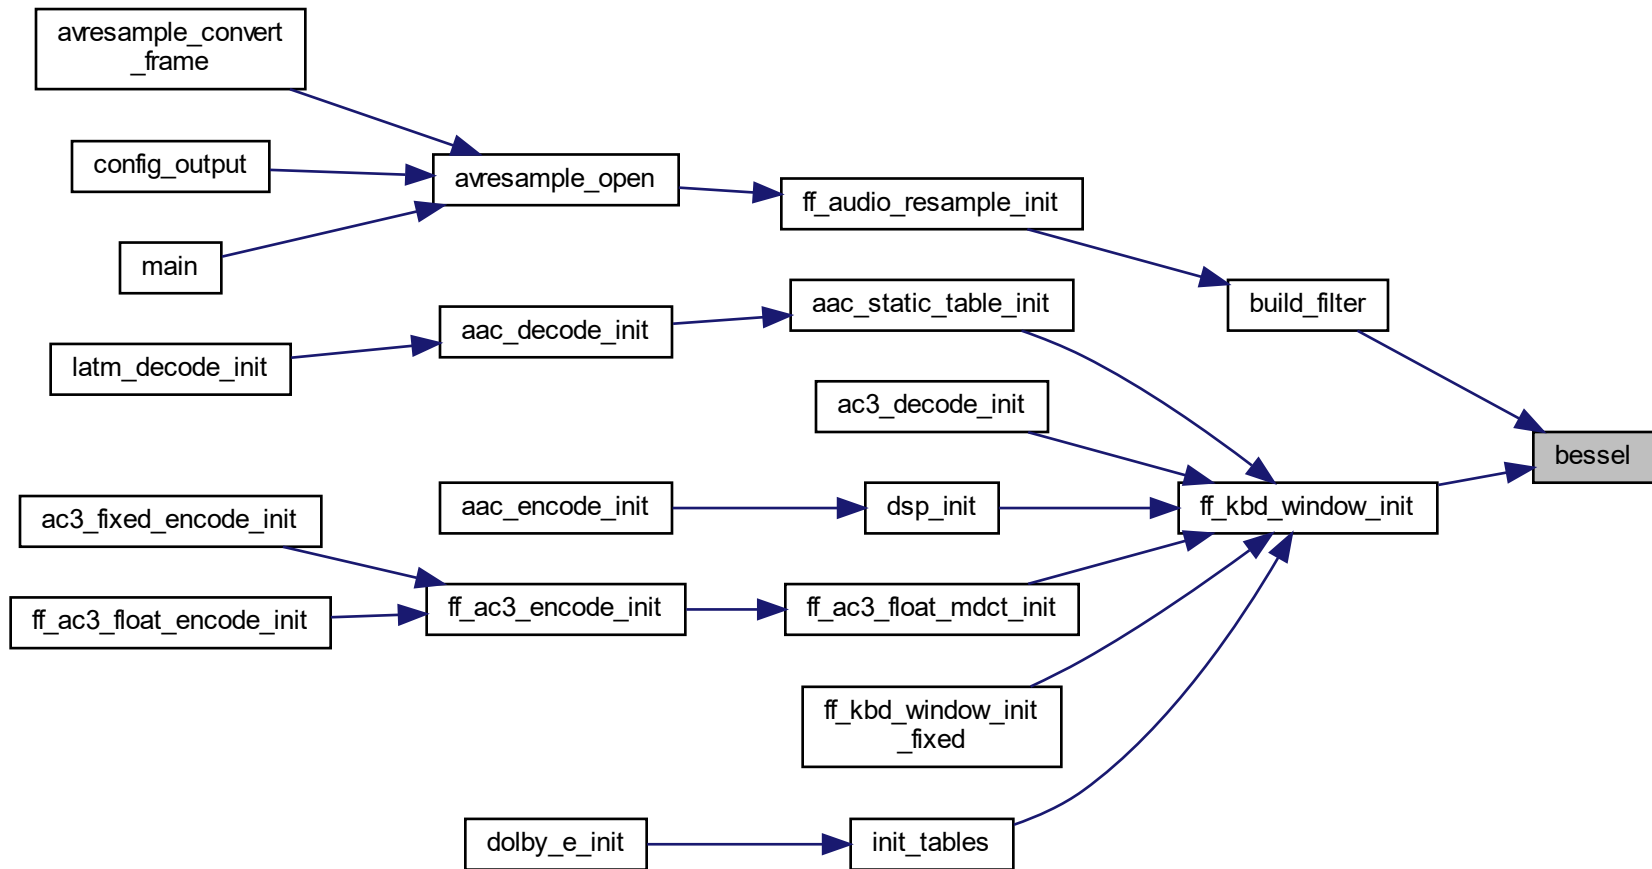 avresample_convert
_frame
config_output
avresample_open
ff_audio_resample_init
main
build_filter
aac_static_table_init
aac_decode_init
latm_decode_init
ac3_decode_init
bessel
ac3_fixed_encode_init
aac_encode_init
dsp_init
ff_kbd_window_init
ff_ac3_float_encode_init
ff_ac3_encode_init
ff_ac3_float_mdct_init
ff_kbd_window_init
_fixed
dolby_e_init
init_tables